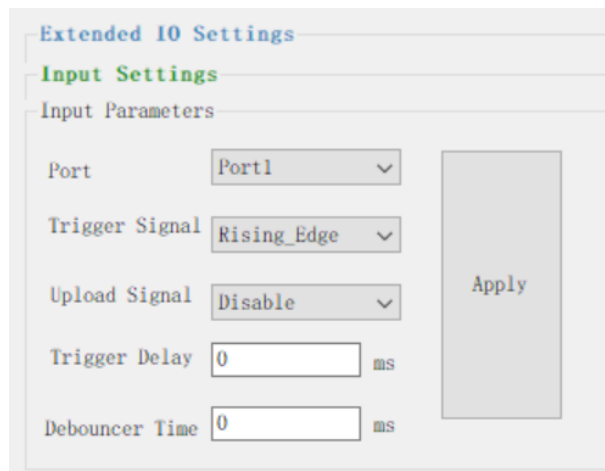 Extended IO Settings
Input Settings
Input Parameters
Port Port1
Trigger Signal Rising_Edge
Upload Signal Disable
Apply
Trigger Delay 0 ms
Debouncer Time 0 ms